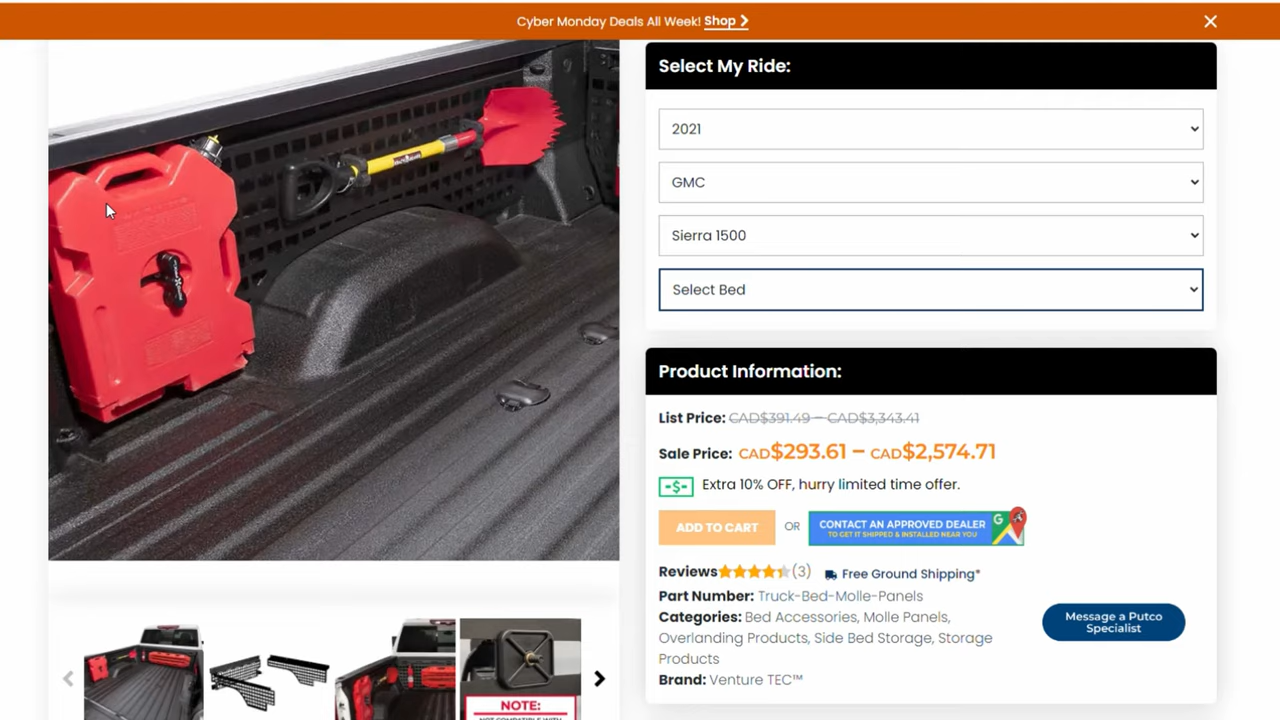 Cyber Monday Deals All Week! Shop
Select My Ride:
2021
GMC
Sierra 1500
Select Bed
Product Information:
List Price: CAD$391.49 – CAD$3,343.41
Sale Price: CAD$293.61 – CAD$2,574.71
-$- Extra 10% OFF, hurry limited time offer.
ADD TO CART OR CONTACT AN APPROVED DEALER
TO GET IT SHIPPED & INSTALLED NEAR YOU
G
Reviews (3) Free Ground Shipping*
Part Number: Truck-Bed-Molle-Panels
Categories: Bed Accessories, Molle Panels,
Overlanding Products, Side Bed Storage, Storage
Products
Brand: Venture TEC™
Message a Putco
Specialist
NOTE:
NOT COMPATIBLE WITH